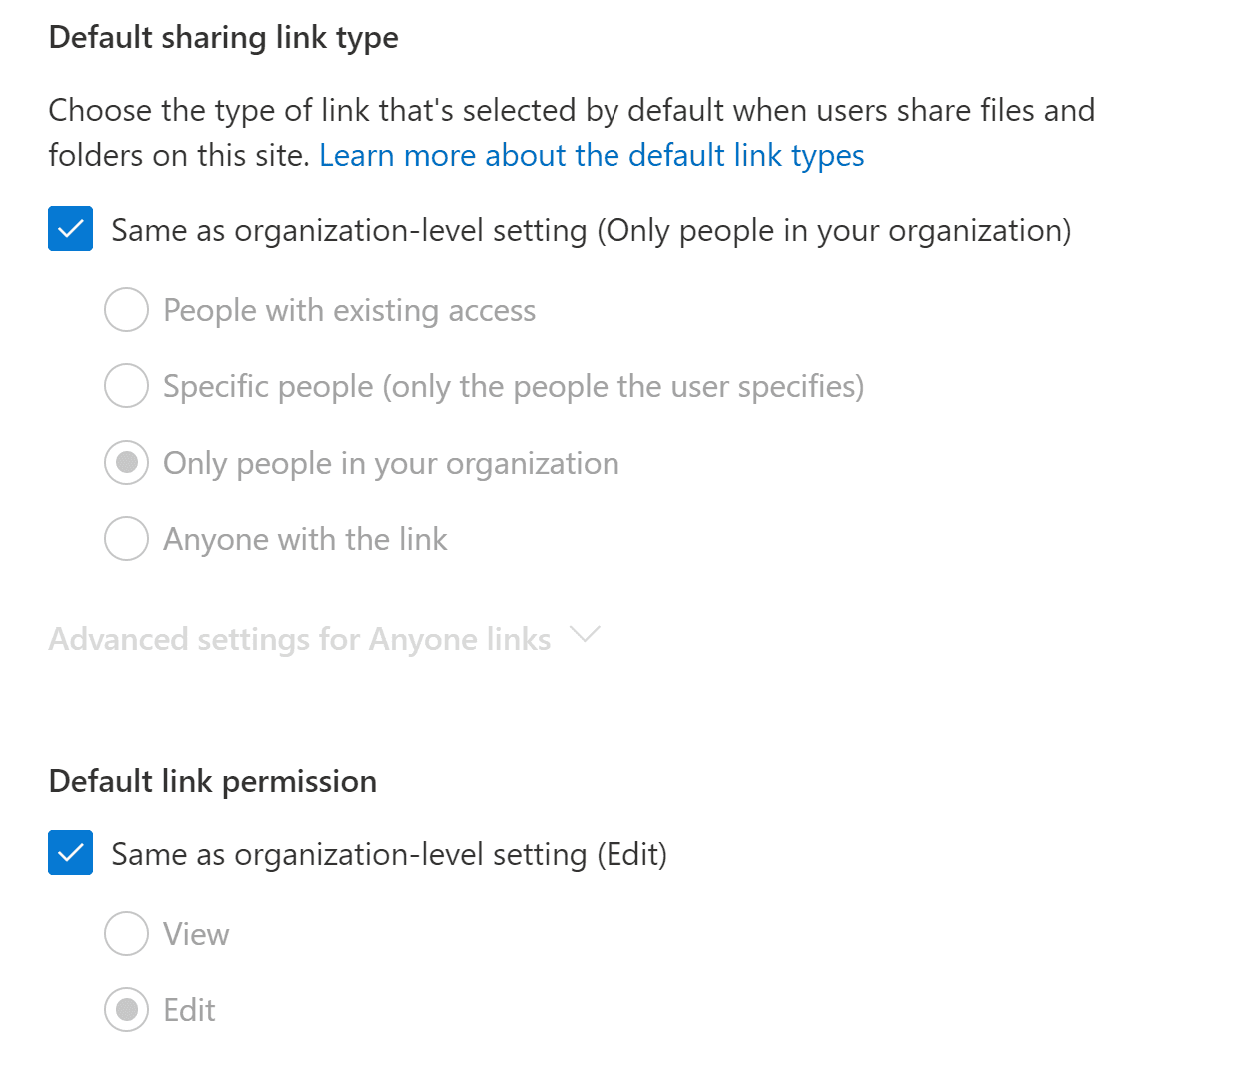 Default sharing link type
Choose the type of link that's selected by default when users share files and
folders on this site. Learn more about the default link types
Same as organization-level setting (Only people in your organization)
People with existing access
Specific people (only the people the user specifies)
Only people in your organization
Anyone with the link
Advanced settings for Anyone links
Default link permission
Same as organization-level setting (Edit)
View
Edit